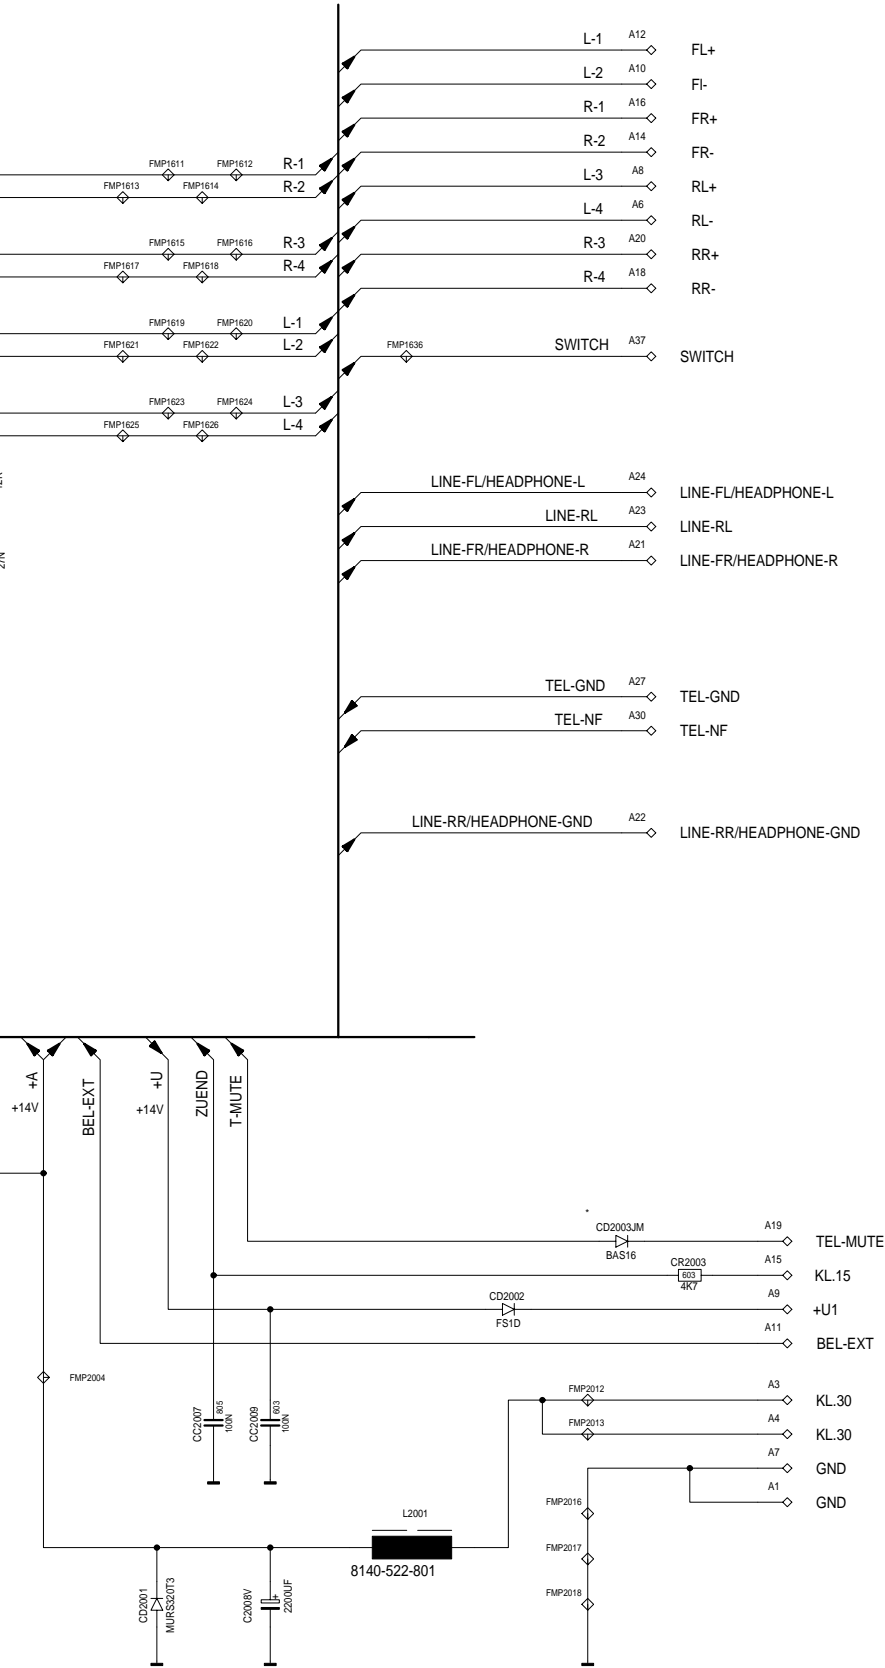 L-1 A12 FL+
L-2 A10 Fl-
R-1 A16 FR+
R-2 A14 FR-
FMP1611 FMP1612 R-1
L-3 A8 RL+
FMP1613 FMP1614 R-2
L-4 A6 RL-
FMP1615 FMP1616 R-3
R-3 A20 RR+
FMP1617 FMP1618 R-4
R-4 A18 RR-
FMP1619 FMP1620 L-1
FMP1621 FMP1622 L-2
FMP1636 SWITCH A37 SWITCH
FMP1623 FMP1624 L-3
FMP1625 FMP1626 L-4
LINE-FL/HEADPHONE-L A24 LINE-FL/HEADPHONE-L
LINE-RL A23 LINE-RL
LINE-FR/HEADPHONE-R A21 LINE-FR/HEADPHONE-R
27N
TEL-GND A27 TEL-GND
TEL-NF A30 TEL-NF
LINE-RR/HEADPHONE-GND A22 LINE-RR/HEADPHONE-GND
+A
+14V
BEL-EXT
+U
+14V
ZUEND
T-MUTE
*
CD2003JM A19 TEL-MUTE
BAS16
CR2003 A15 KL.15
603
4K7
CD2002 A9 +U1
FS1D
A11 BEL-EXT
FMP2004
CC2007
805
100N
CC2009
603
100N
FMP2012 A3 KL.30
FMP2013 A4 KL.30
A7 GND
A1 GND
FMP2016
L2001
FMP2017
8140-522-801
FMP2018
CD2001
MURS320T3
C2008V
+
2200UF